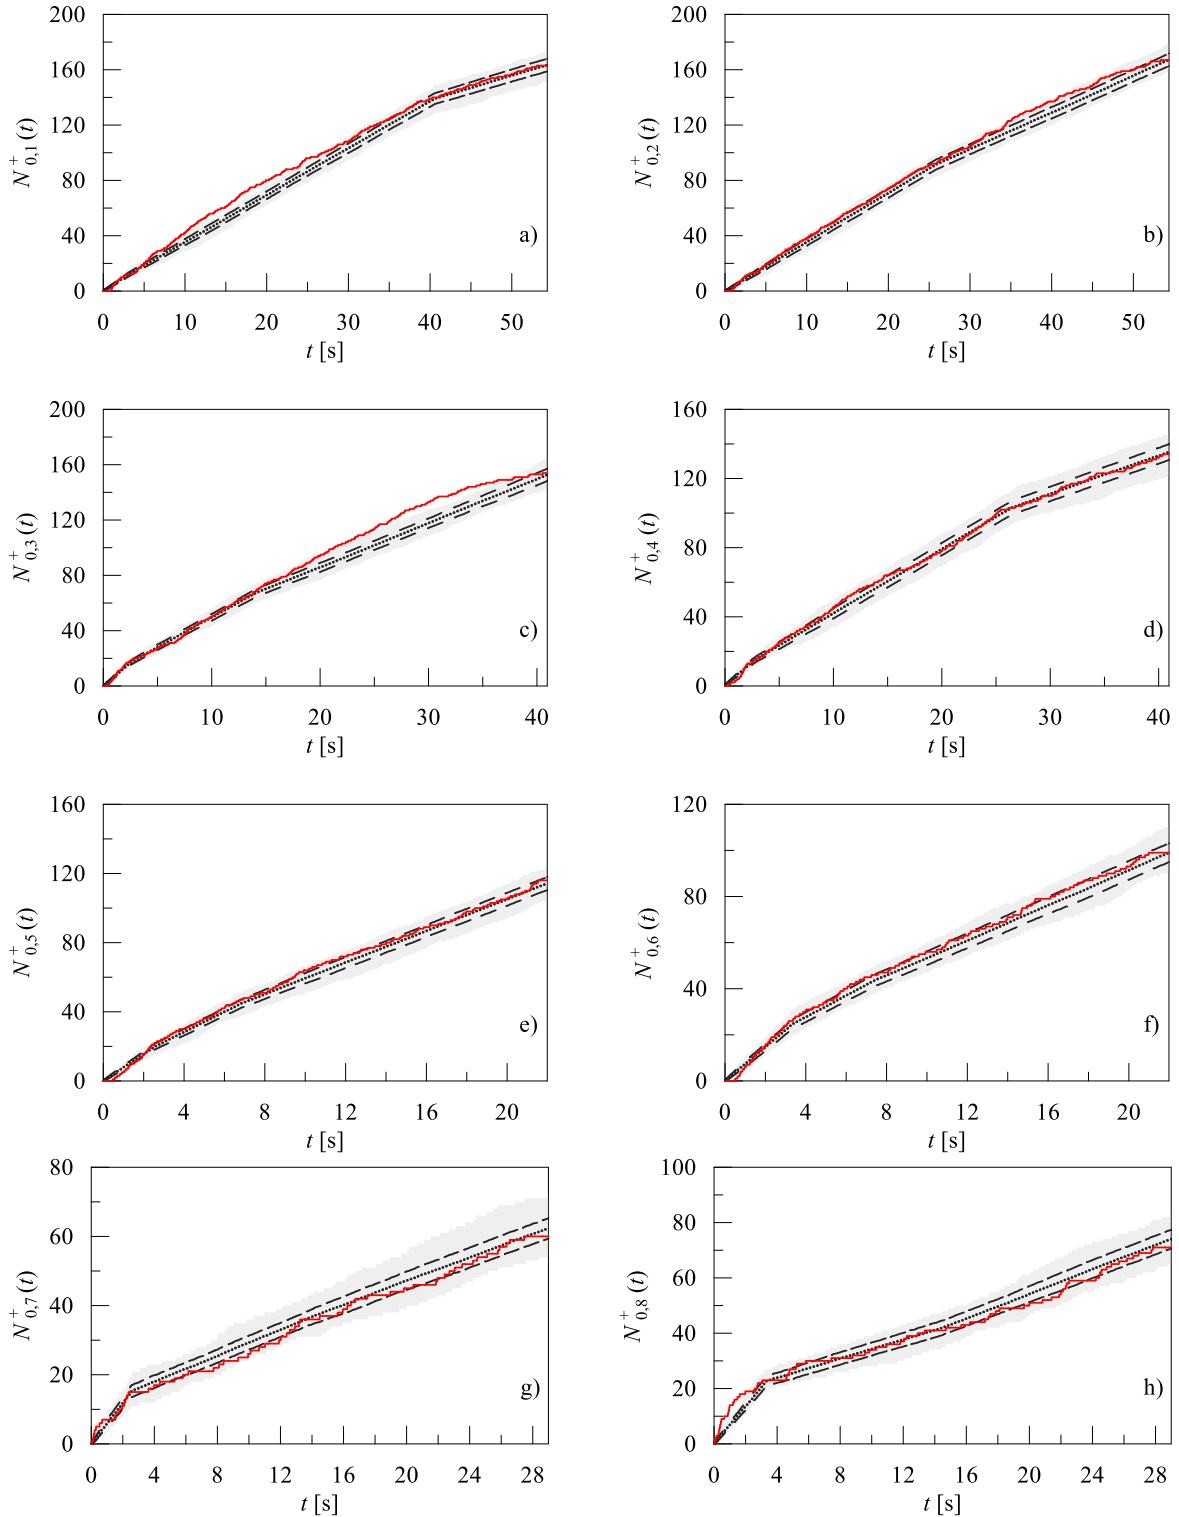 200
160
120
80
40
0
N⁺₀,₁(t)
a)
0 10 20 30 40 50
t [s]
200
160
120
80
40
0
N⁺₀,₂(t)
b)
0 10 20 30 40 50
t [s]
200
160
120
80
40
0
N⁺₀,₃(t)
c)
0 10 20 30 40
t [s]
160
120
80
40
0
N⁺₀,₄(t)
d)
0 10 20 30 40
t [s]
160
120
80
40
0
N⁺₀,₅(t)
e)
0 4 8 12 16 20
t [s]
120
80
40
0
N⁺₀,₆(t)
f)
0 4 8 12 16 20
t [s]
80
60
40
20
0
N⁺₀,₇(t)
g)
0 4 8 12 16 20 24 28
t [s]
100
80
60
40
20
0
N⁺₀,₈(t)
h)
0 4 8 12 16 20 24 28
t [s]